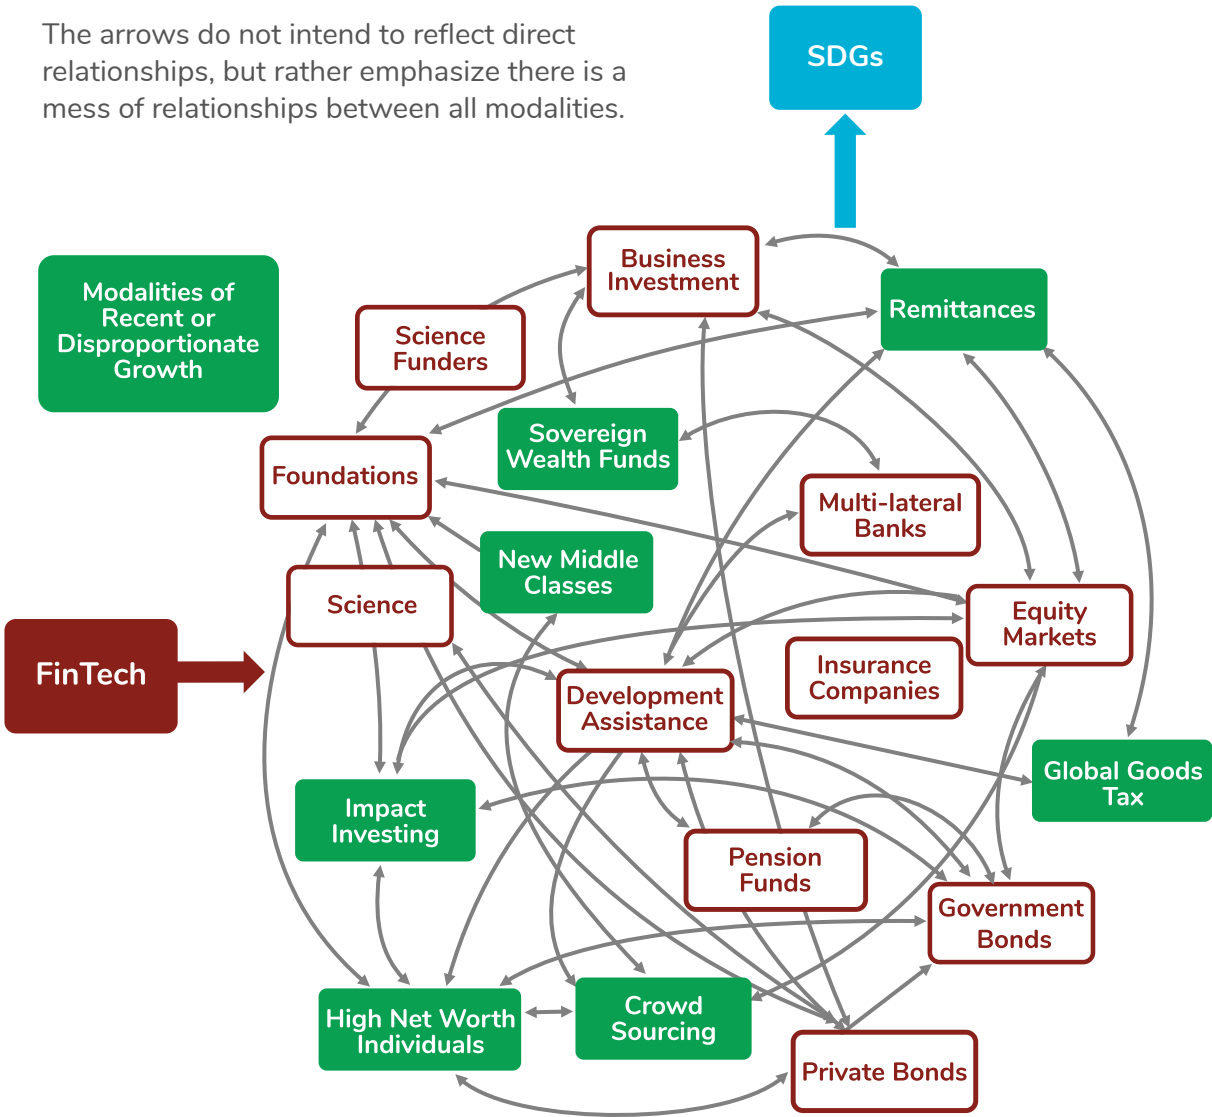 The arrows do not intend to reflect direct
relationships, but rather emphasize there is a
mess of relationships between all modalities.
SDGs
Modalities of
Recent or
Disproportionate
Growth
Business
Investment
Remittances
Science
Funders
Sovereign
Wealth Funds
Foundations
Multi-lateral
Banks
New Middle
Classes
Science
Equity
Markets
FinTech
Insurance
Companies
Development
Assistance
Global Goods
Tax
Impact
Investing
Pension
Funds
Government
Bonds
High Net Worth
Individuals
Crowd
Sourcing
Private Bonds